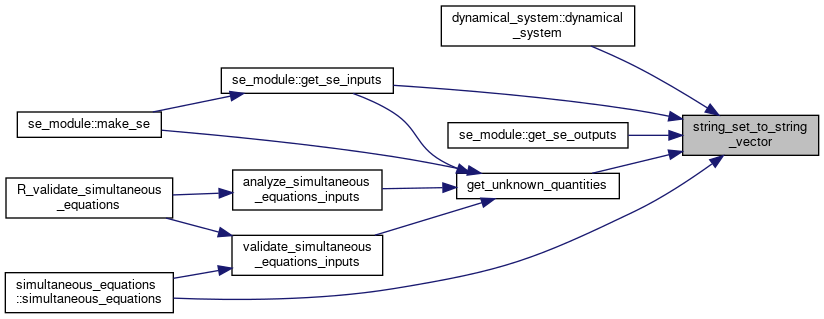 dynamical_system::dynamical
_system
se_module::get_se_inputs
se_module::make_se
se_module::get_se_outputs
string_set_to_string
_vector
R_validate_simultaneous
_equations
analyze_simultaneous
_equations_inputs
get_unknown_quantities
validate_simultaneous
_equations_inputs
simultaneous_equations
::simultaneous_equations